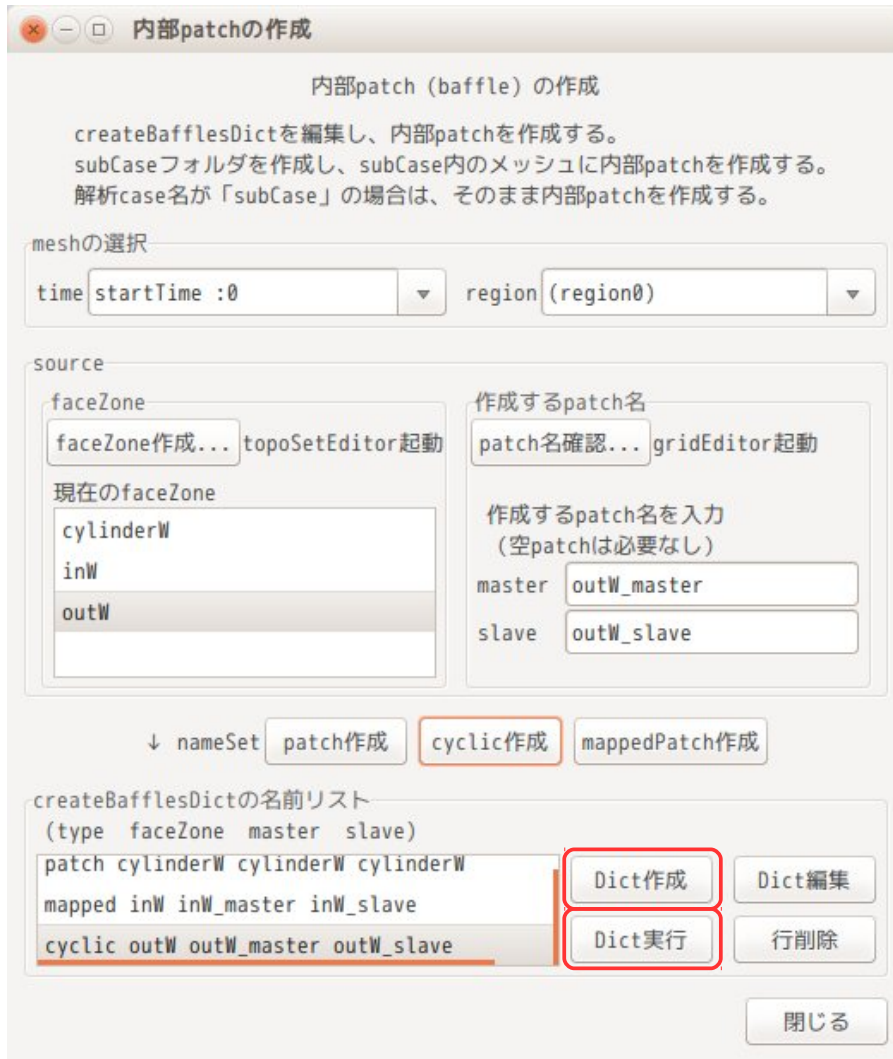 内部patchの作成
内部patch (baffle) の作成
createBafflesDictを編集し、内部patchを作成する。
subCaseフォルダを作成し、subCase内のメッシュに内部patchを作成する。
解析case名が「subCase」の場合は、そのまま内部patchを作成する。
meshの選択
time startTime :0 region (region0)
source
faceZone
faceZone作成... topoSetEditor起動
現在のfaceZone
cylinderW
inW
outW
作成するpatch名
patch名確認... gridEditor起動
作成するpatch名を入力
(空patchは必要なし)
master outW_master
slave outW_slave
↓ nameSet patch作成 cyclic作成 mappedPatch作成
createBafflesDictの名前リスト
(type faceZone master slave)
patch cylinderW cylinderW cylinderW
mapped inW inW_master inW_slave
cyclic outW outW_master outW_slave
Dict作成 Dict編集
Dict実行 行削除
閉じる